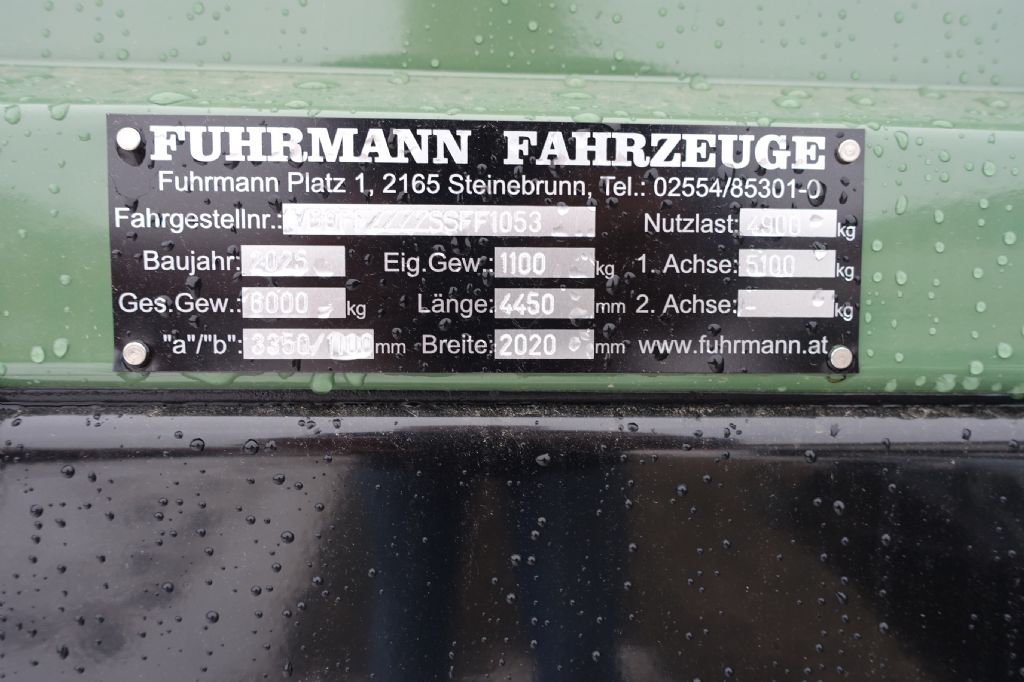 FUHRMANN FAHRZEUGE
Fuhrmann Platz 1, 2165 Steinebrunn, Tel.: 02554/85301-0
Fahrgestellnr.: Nutzlast: 4900 kg
Baujahr: 2025 Eig.Gew.: 1100 kg 1. Achse: 5100 kg
Ges.Gew.: 6000 kg Länge: 4450 mm 2. Achse: - kg
"a"/"b": 3350/1100 mm Breite: 2020 mm www.fuhrmann.at